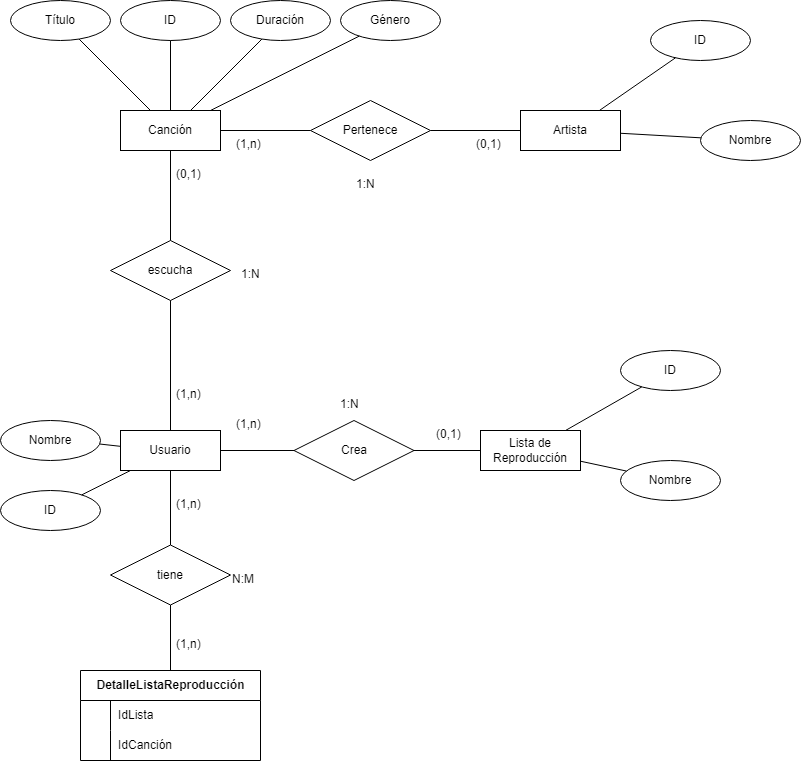 Título
ID
Duración
Género
ID
Canción
(1,n)
Pertenece
(0,1)
Artista
Nombre
(0,1)
1:N
escucha
1:N
ID
(1,n)
1:N
Nombre
Usuario
(1,n)
Crea
(0,1)
Lista de
Reproducción
Nombre
ID
(1,n)
tiene
N:M
(1,n)
DetalleListaReproducción
IdLista
IdCanción